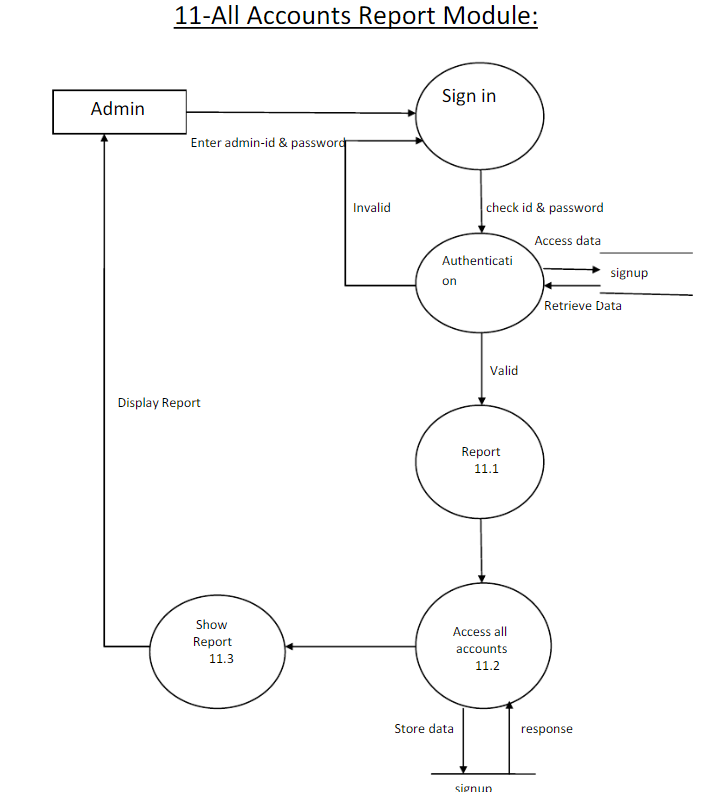 11-All Accounts Report Module:
Admin
Sign in
Enter admin-id & password
Invalid
check id & password
Access data
Authenticati
on
signup
Retrieve Data
Valid
Display Report
Report
11.1
Show
Report
11.3
Access all
accounts
11.2
Store data
response
signup